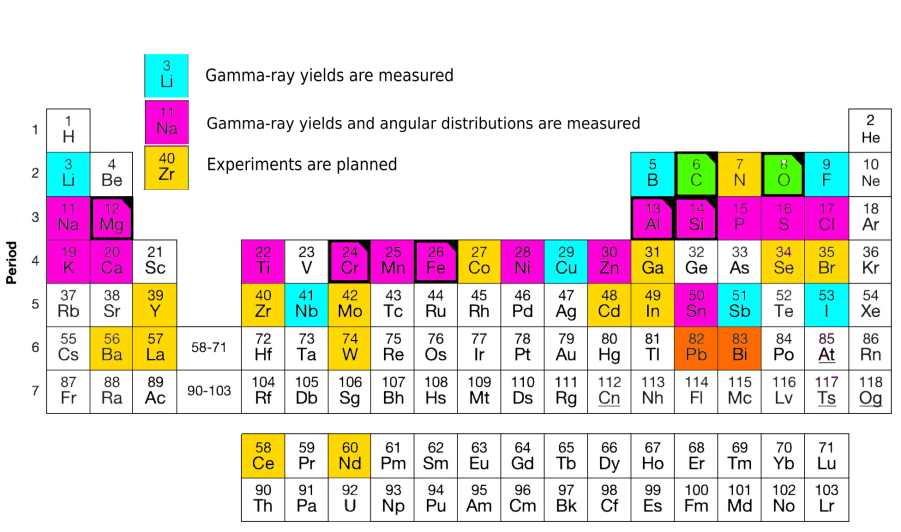 3
Li
Gamma-ray yields are measured
11
Na
Gamma-ray yields and angular distributions are measured
40
Zr
Experiments are planned
Period
1 1 2
H He
3 4 5 6 7 8 9 10
2 Li Be B C N O F Ne
11 12 13 14 15 16 17 18
3 Na Mg Al Si P S Cl Ar
19 20 21 22 23 24 25 26 27 28 29 30 31 32 33 34 35 36
4 K Ca Sc Ti V Cr Mn Fe Co Ni Cu Zn Ga Ge As Se Br Kr
37 38 39 40 41 42 43 44 45 46 47 48 49 50 51 52 53 54
5 Rb Sr Y Zr Nb Mo Tc Ru Rh Pd Ag Cd In Sn Sb Te I Xe
55 56 57 72 73 74 75 76 77 78 79 80 81 82 83 84 85 86
6 Cs Ba La 58-71 Hf Ta W Re Os Ir Pt Au Hg Tl Pb Bi Po At Rn
87 88 89 104 105 106 107 108 109 110 111 112 113 114 115 116 117 118
7 Fr Ra Ac 90-103 Rf Db Sg Bh Hs Mt Ds Rg Cn Nh Fl Mc Lv Ts Og
58 59 60 61 62 63 64 65 66 67 68 69 70 71
Ce Pr Nd Pm Sm Eu Gd Tb Dy Ho Er Tm Yb Lu
90 91 92 93 94 95 96 97 98 99 100 101 102 103
Th Pa U Np Pu Am Cm Bk Cf Es Fm Md No Lr